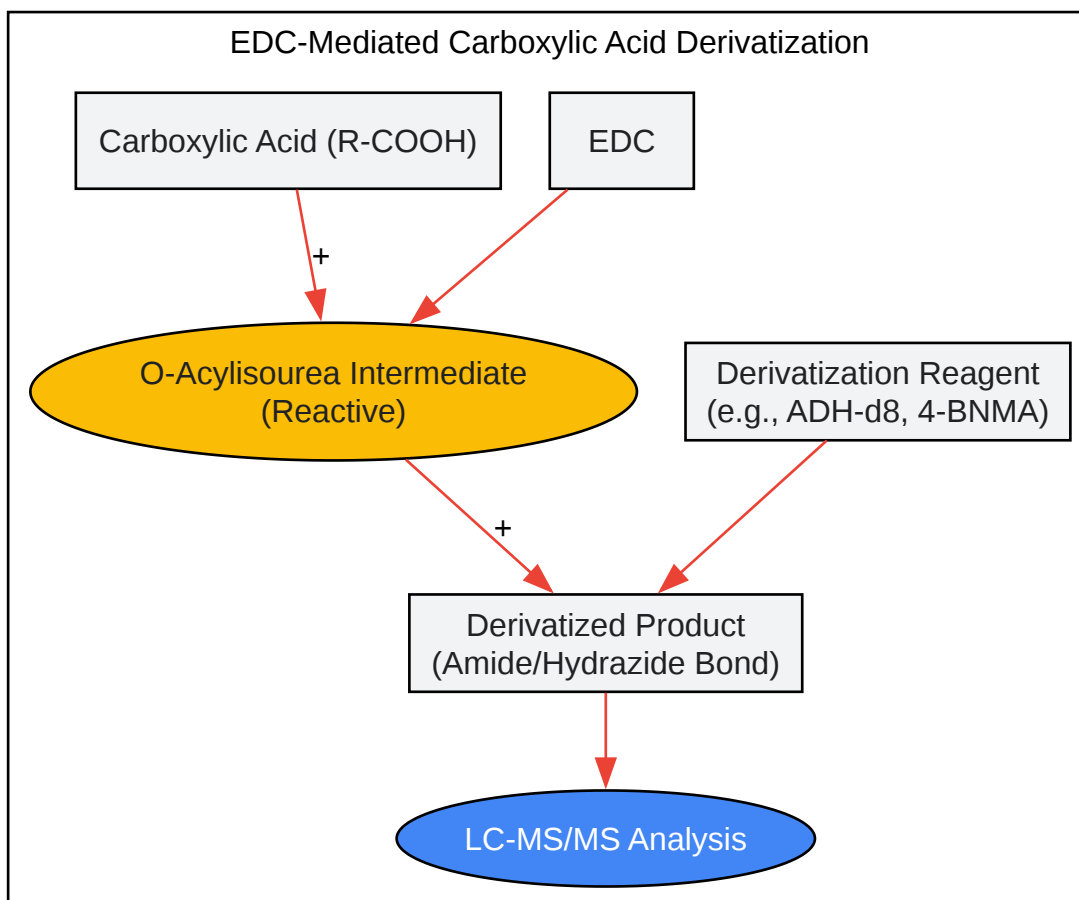 EDC-Mediated Carboxylic Acid Derivatization
Carboxylic Acid (R-COOH)
EDC
+
O-Acylisourea Intermediate
(Reactive)
Derivatization Reagent
(e.g., ADH-d8, 4-BNMA)
+
Derivatized Product
(Amide/Hydrazide Bond)
LC-MS/MS Analysis